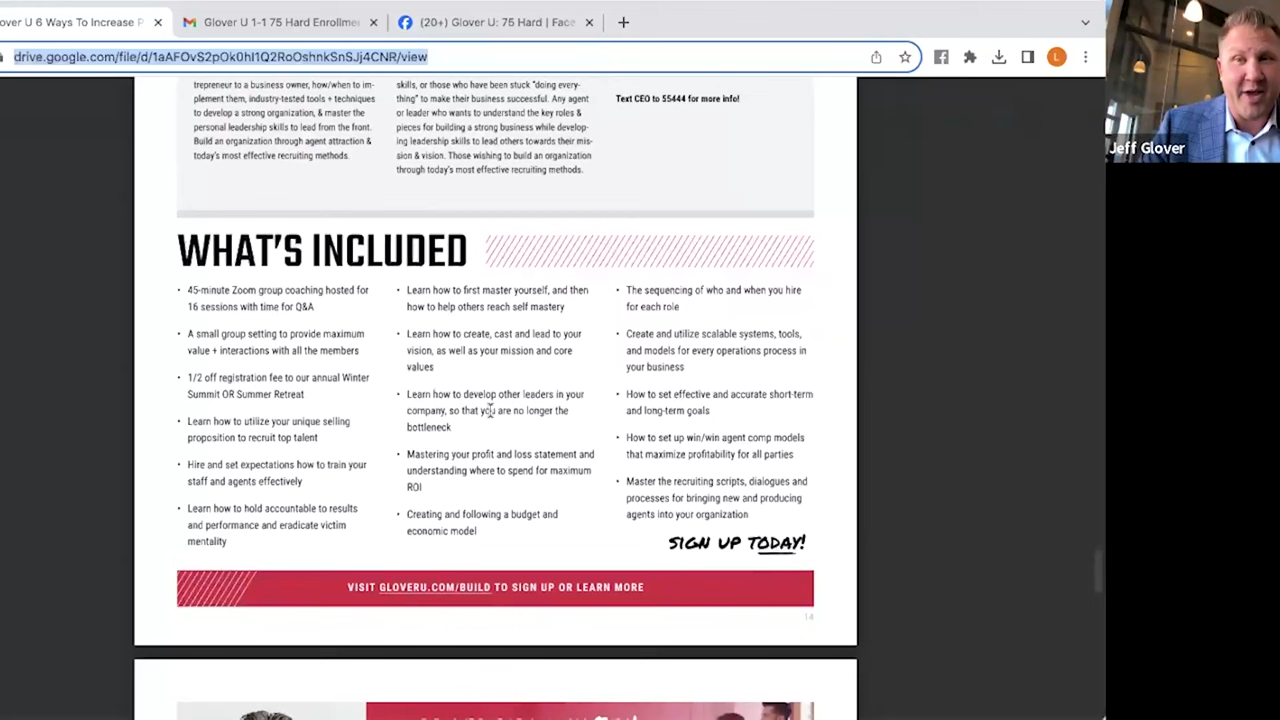 over U 6 Ways To Increase P
Glover U 1-1 75 Hard Enrollme
(20+) Glover U: 75 Hard | Face
drive.google.com/file/d/1aAFOvS2pOk0hI1Q2RoOshnkSnSJj4CNR/view
L
Jeff Glover
trepreneur to a business owner, how/when to im-
plement them, industry-tested tools + techniques
to develop a strong organization, & master the
personal leadership skills to lead from the front.
Build an organization through agent attraction &
today's most effective recruiting methods.
skills, or those who have been stuck "doing every-
thing" to make their business successful. Any agent
or leader who wants to understand the key roles &
pieces for building a strong business while develop-
ing leadership skills to lead others towards their mis-
sion & vision. Those wishing to build an organization
through today's most effective recruiting methods.
Text CEO to 55444 for more info!
WHAT'S INCLUDED
• 45-minute Zoom group coaching hosted for
16 sessions with time for Q&A
• A small group setting to provide maximum
value + interactions with all the members
• 1/2 off registration fee to our annual Winter
Summit OR Summer Retreat
• Learn how to utilize your unique selling
proposition to recruit top talent
• Hire and set expectations how to train your
staff and agents effectively
• Learn how to hold accountable to results
and performance and eradicate victim
mentality
• Learn how to first master yourself, and then
how to help others reach self mastery
• Learn how to create, cast and lead to your
vision, as well as your mission and core
values
• Learn how to develop other leaders in your
company, so that you are no longer the
bottleneck
• Mastering your profit and loss statement and
understanding where to spend for maximum
ROI
• Creating and following a budget and
economic model
• The sequencing of who and when you hire
for each role
• Create and utilize scalable systems, tools,
and models for every operations process in
your business
• How to set effective and accurate short-term
and long-term goals
• How to set up win/win agent comp models
that maximize profitability for all parties
• Master the recruiting scripts, dialogues and
processes for bringing new and producing
agents into your organization
SIGN UP TODAY!
VISIT GLOVERU.COM/BUILD TO SIGN UP OR LEARN MORE
14